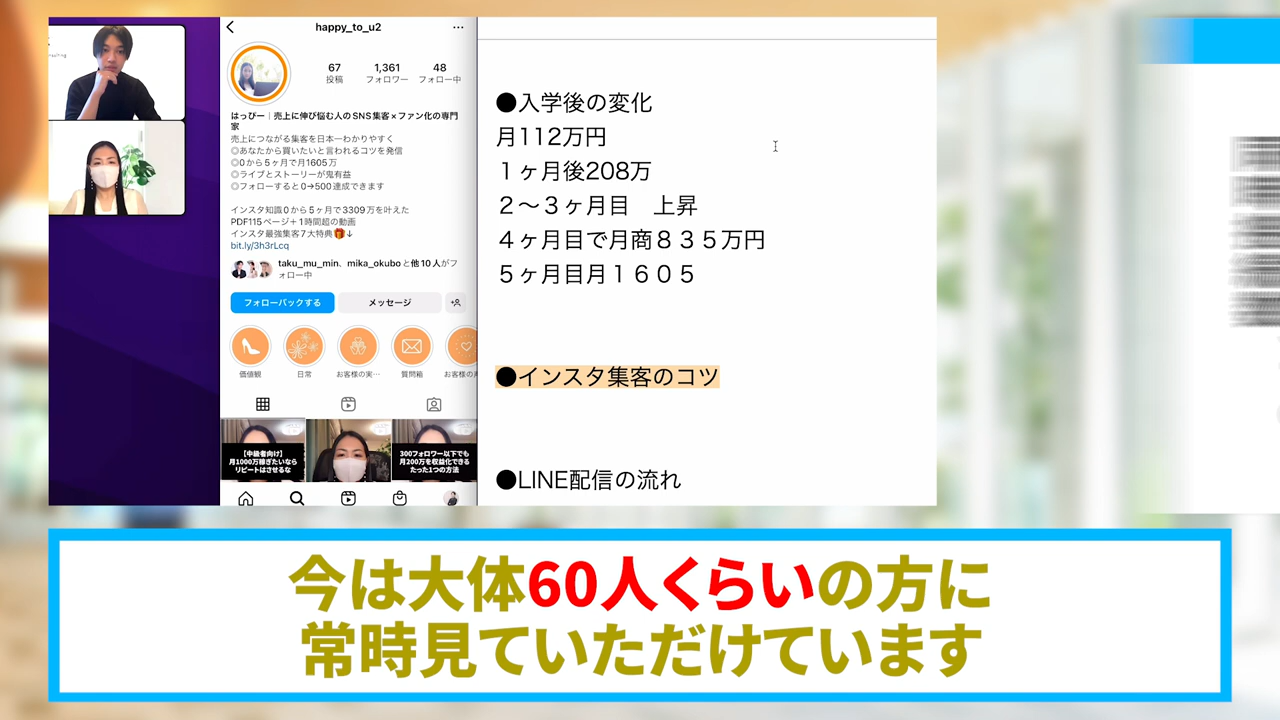 happy_to_u2
67
投稿
1,361
フォロワー
48
フォロー中
はっぴー｜売上に伸び悩む人のSNS集客×ファン化の専門
家
売上につながる集客を日本一わかりやすく
◎あなたから買いたいと言われるコツを発信
◎0から5ヶ月で月1605万
◎ライブとストーリーが鬼有益
◎フォローすると0→500達成できます
インスタ知識0から5ヶ月で3309万を叶えた
PDF115ページ+1時間超の動画
インスタ最強集客7大特典🎁↓
bit.ly/3h3rLcq
taku_mu_min、mika_okuboと他10人がフ
ォロー中
フォローバックする
メッセージ
価値観
日常
お客様の実…
質問箱
お客様の
【中級者向け】
月1000万稼ぎたいなら
リピートはさせるな
300フォロワー以下でも
月200万を収益化できる
たった1つの方法
●入学後の変化
月112万円
１ヶ月後208万
２〜３ヶ月目　上昇
４ヶ月目で月商８３５万円
５ヶ月目月１６０５
●インスタ集客のコツ
●LINE配信の流れ
今は大体60人くらいの方に
常時見ていただけています